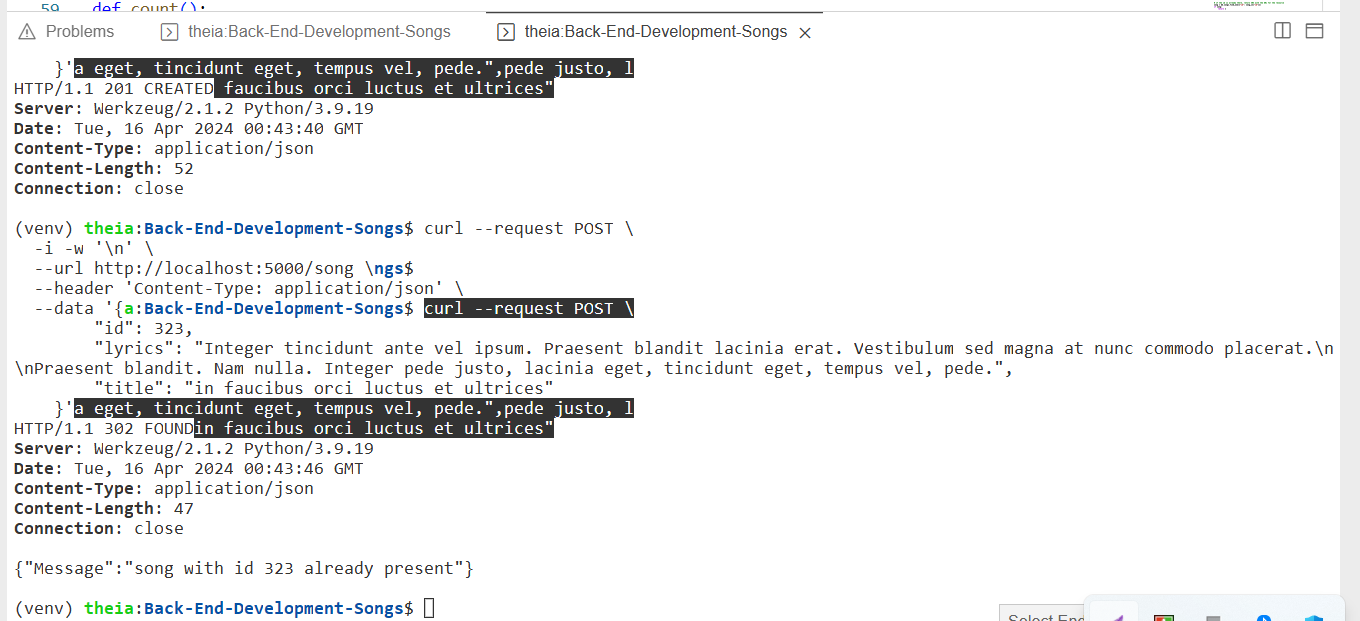 59 def count():
Problems theia:Back-End-Development-Songs theia:Back-End-Development-Songs
}'a eget, tincidunt eget, tempus vel, pede.",pede justo, l
HTTP/1.1 201 CREATED faucibus orci luctus et ultrices"
Server: Werkzeug/2.1.2 Python/3.9.19
Date: Tue, 16 Apr 2024 00:43:40 GMT
Content-Type: application/json
Content-Length: 52
Connection: close
(venv) theia:Back-End-Development-Songs$ curl --request POST \
-i -w '\n' \
--url http://localhost:5000/song \ngs$
--header 'Content-Type: application/json' \
--data '{a:Back-End-Development-Songs$ curl --request POST \
"id": 323,
"lyrics": "Integer tincidunt ante vel ipsum. Praesent blandit lacinia erat. Vestibulum sed magna at nunc commodo placerat.\n
\nPraesent blandit. Nam nulla. Integer pede justo, lacinia eget, tincidunt eget, tempus vel, pede.",
"title": "in faucibus orci luctus et ultrices"
}'a eget, tincidunt eget, tempus vel, pede.",pede justo, l
HTTP/1.1 302 FOUNDin faucibus orci luctus et ultrices"
Server: Werkzeug/2.1.2 Python/3.9.19
Date: Tue, 16 Apr 2024 00:43:46 GMT
Content-Type: application/json
Content-Length: 47
Connection: close
{"Message":"song with id 323 already present"}
(venv) theia:Back-End-Development-Songs$
Select En